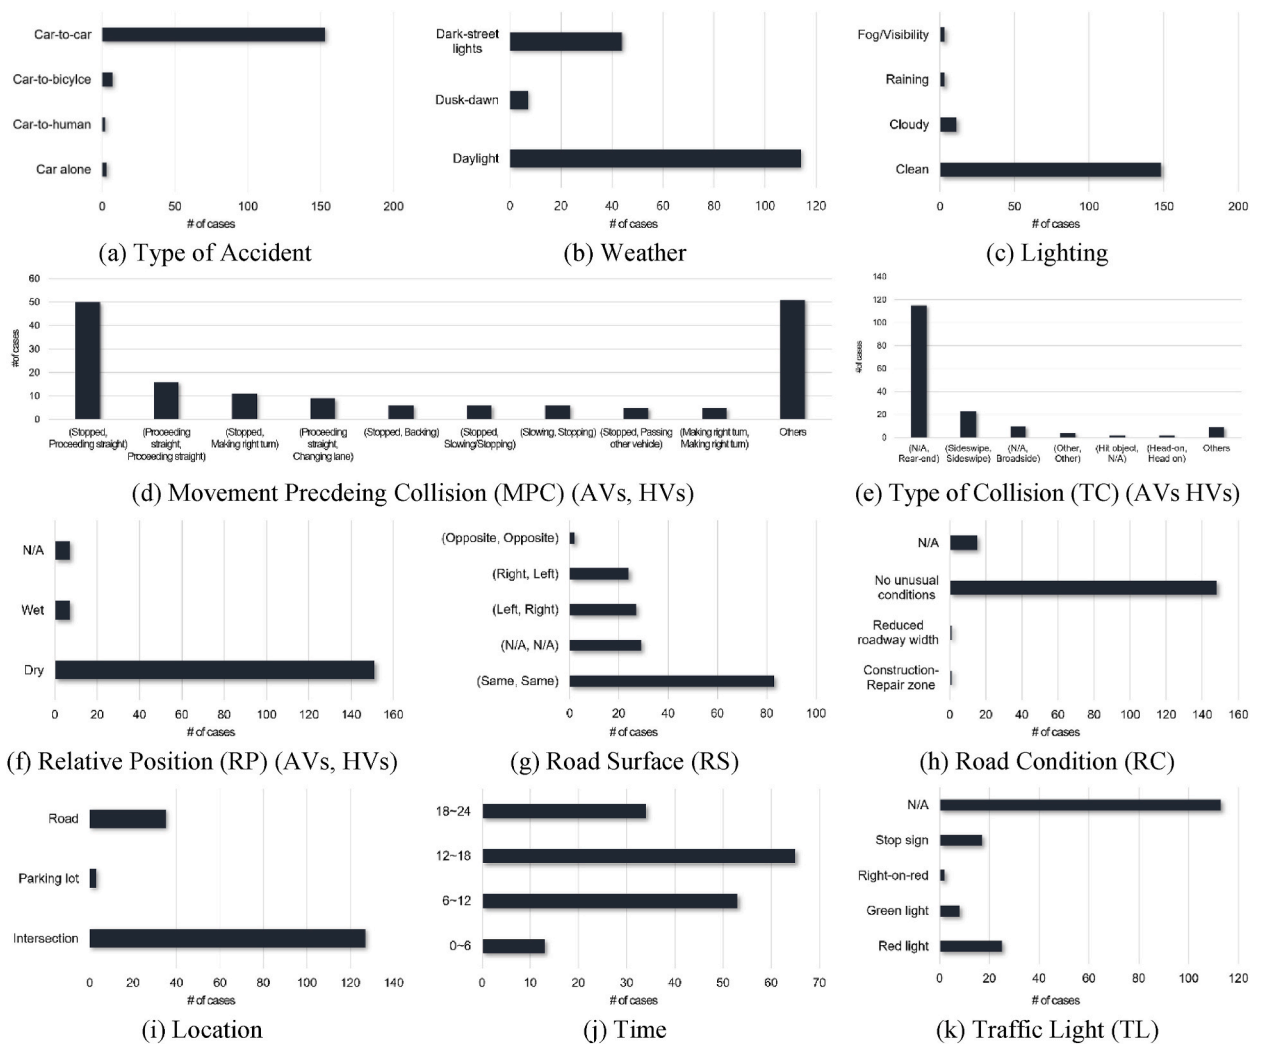 Car-to-car
Car-to-bicylce
Car-to-human
Car alone
0 50 100 150 200
# of cases
(a) Type of Accident
Dark-street
lights
Dusk-dawn
Daylight
0 20 40 60 80 100 120
# of cases
(b) Weather
Fog/Visibility
Raining
Cloudy
Clean
0 50 100 150 200
# of cases
(c) Lighting
60
50
40
30
20
10
0
#of cases
(Stopped,
Proceeding straight)
(Proceeding
straight,
Proceeding straight)
(Stopped,
Making right turn)
(Proceeding
straight,
Changing lane)
(Stopped, Backing)
(Stopped,
Slowing/Stopping)
(Slowing, Stopping)
(Stopped, Passing
other vehicle)
(Making right turn,
Making right turn)
Others
(d) Movement Precdeing Collision (MPC) (AVs, HVs)
140
120
100
80
60
40
20
0
#of cases
(N/A,
Rear-end)
(Sideswipe,
Sideswipe)
(N/A,
Broadside)
(Other,
Other)
(Hit object,
N/A)
(Head-on,
Head on)
Others
(e) Type of Collision (TC) (AVs HVs)
N/A
Wet
Dry
0 20 40 60 80 100 120 140 160
# of cases
(f) Relative Position (RP) (AVs, HVs)
(Opposite, Opposite)
(Right, Left)
(Left, Right)
(N/A, N/A)
(Same, Same)
0 20 40 60 80 100
# of cases
(g) Road Surface (RS)
N/A
No unusual
conditions
Reduced
roadway width
Construction-
Repair zone
0 20 40 60 80 100 120 140 160
# of cases
(h) Road Condition (RC)
Road
Parking lot
Intersection
0 20 40 60 80 100 120 140
# of cases
(i) Location
18~24
12~18
6~12
0~6
0 10 20 30 40 50 60 70
# of cases
(j) Time
N/A
Stop sign
Right-on-red
Green light
Red light
0 20 40 60 80 100 120
# of cases
(k) Traffic Light (TL)